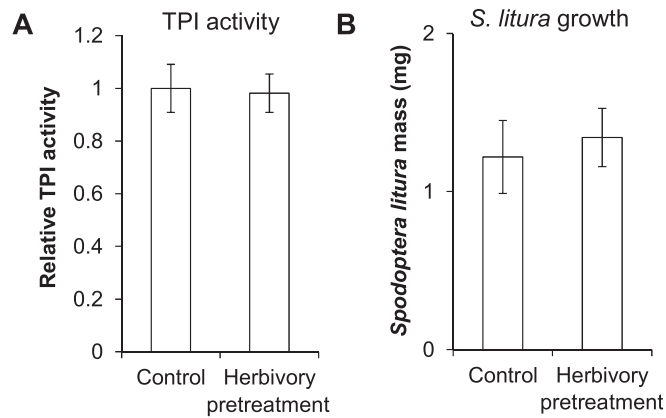 A
TPI activity
Relative TPI activity
1.2
1
0.8
0.6
0.4
0.2
0
Control
Herbivory
pretreatment
B
S. litura growth
Spodoptera litura mass (mg)
2
1
0
Control
Herbivory
pretreatment